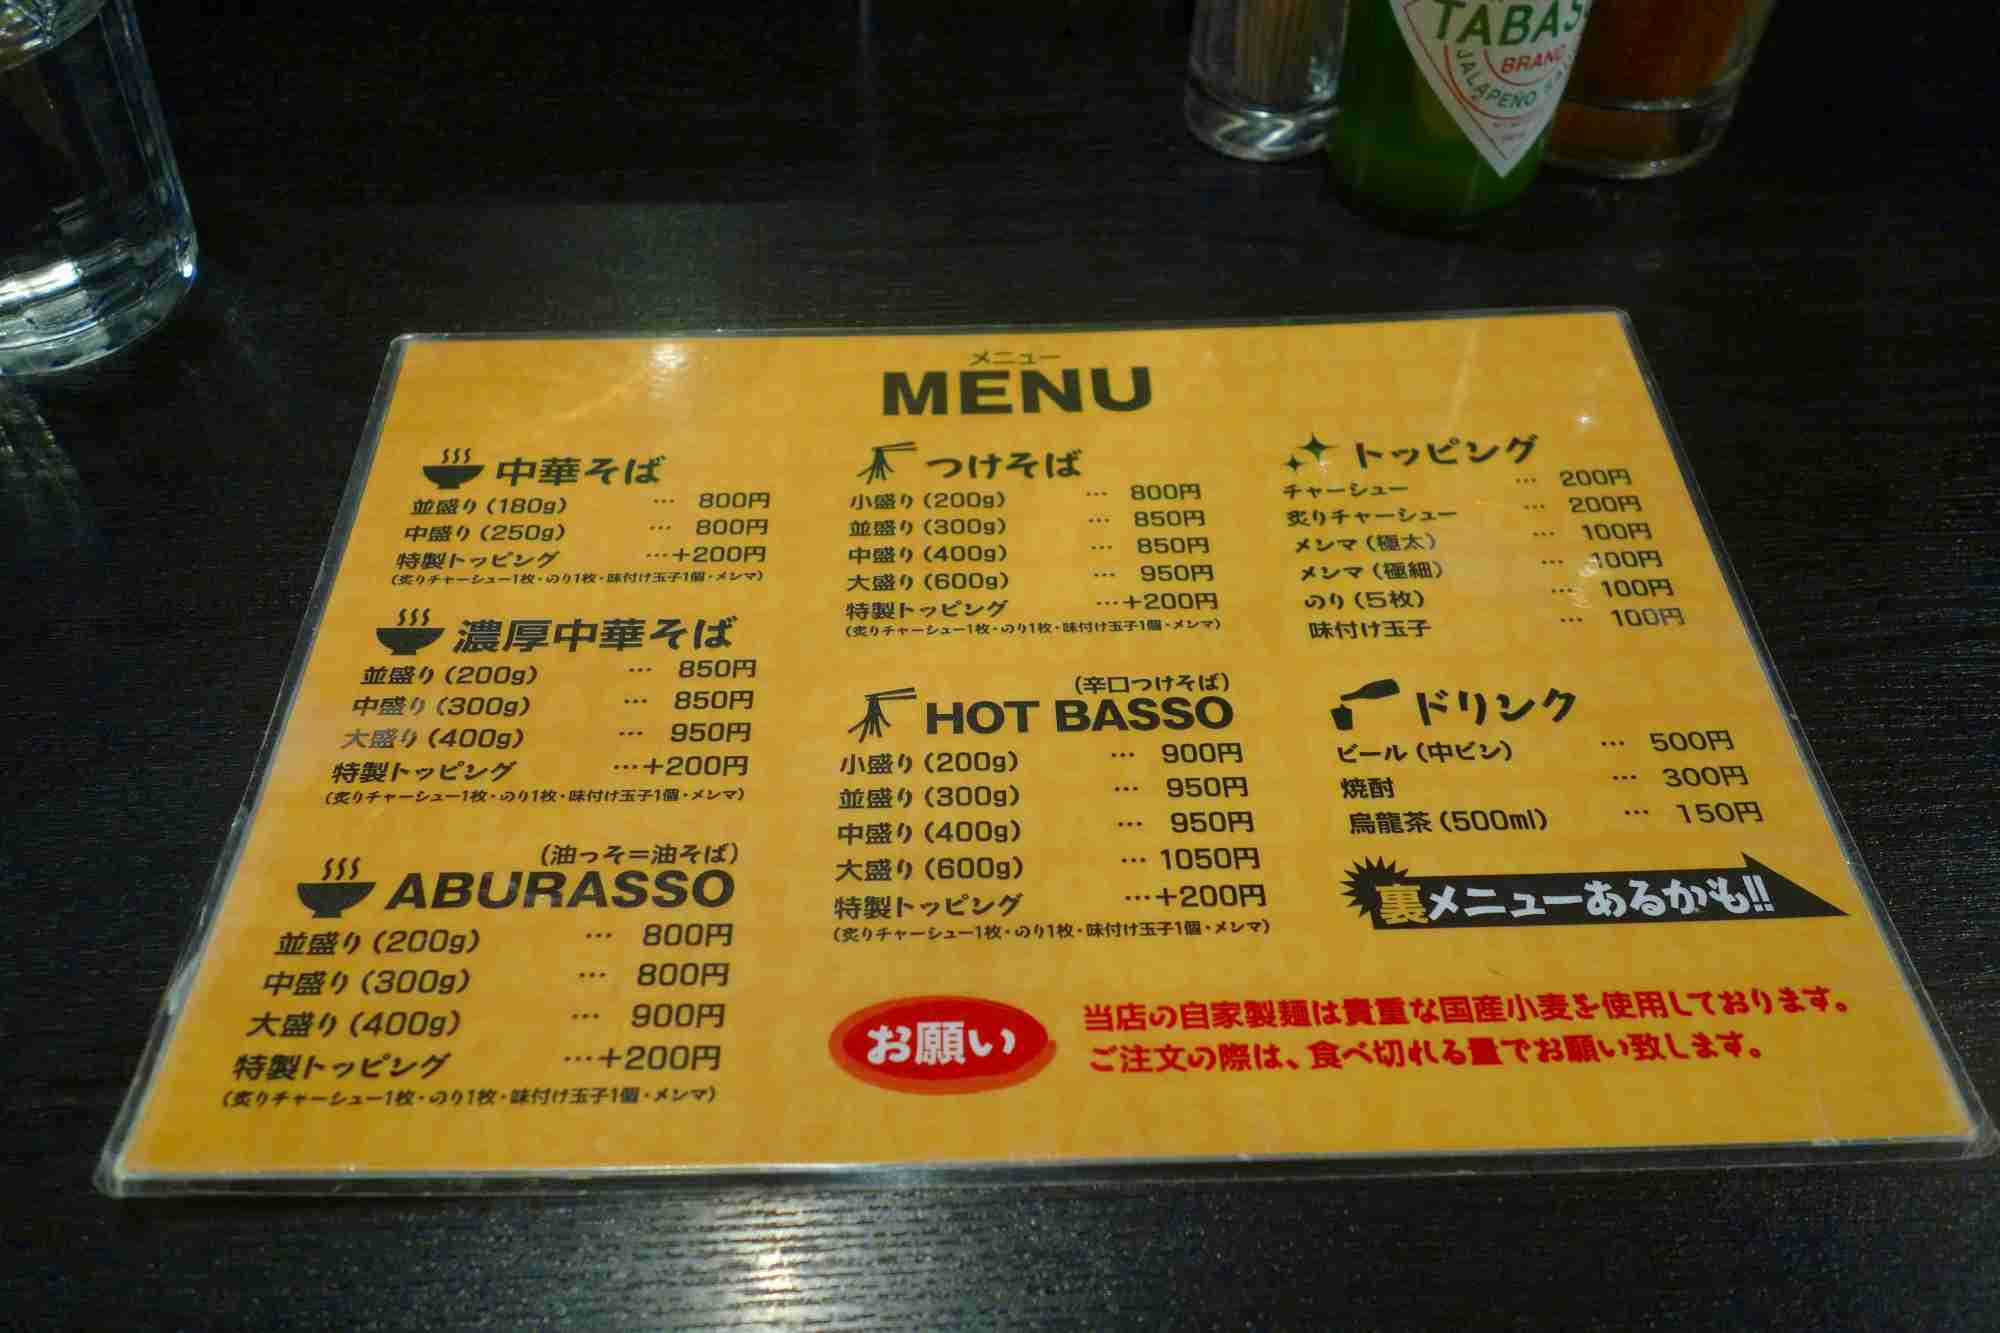 TABAS
BRAND
JALAPEÑO
メニュー
MENU
中華そば
並盛り(180g) … 800円
中盛り(250g) … 800円
特製トッピング …+200円
(炙りチャーシュー1枚・のり1枚・味付け玉子1個・メンマ)
濃厚中華そば
並盛り(200g) … 850円
中盛り(300g) … 850円
大盛り(400g) … 950円
特製トッピング …+200円
(炙りチャーシュー1枚・のり1枚・味付け玉子1個・メンマ)
(油っそ=油そば)
ABURASSO
並盛り(200g) … 800円
中盛り(300g) … 800円
大盛り(400g) … 900円
特製トッピング …+200円
(炙りチャーシュー1枚・のり1枚・味付け玉子1個・メンマ)
つけそば
小盛り(200g) … 800円
並盛り(300g) … 850円
中盛り(400g) … 850円
大盛り(600g) … 950円
特製トッピング …+200円
(炙りチャーシュー1枚・のり1枚・味付け玉子1個・メンマ)
(辛口つけそば)
HOT BASSO
小盛り(200g) … 900円
並盛り(300g) … 950円
中盛り(400g) … 950円
大盛り(600g) … 1050円
特製トッピング …+200円
(炙りチャーシュー1枚・のり1枚・味付け玉子1個・メンマ)
トッピング
チャーシュー … 200円
炙りチャーシュー … 200円
メンマ(極太) … 100円
メンマ(極細) … 100円
のり(5枚) … 100円
味付け玉子 … 100円
ドリンク
ビール(中ビン) … 500円
焼酎 … 300円
烏龍茶(500ml) … 150円
裏メニューあるかも!!
お願い
当店の自家製麺は貴重な国産小麦を使用しております。
ご注文の際は、食べ切れる量でお願い致します。